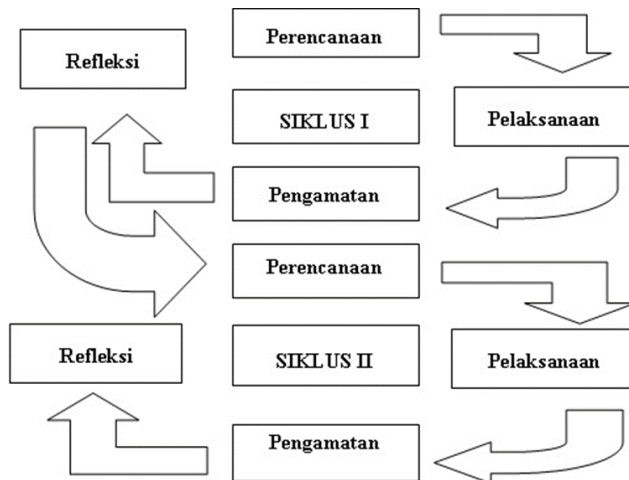 Perencanaan
Refleksi
SIKLUS I
Pelaksanaan
Pengamatan
Perencanaan
Refleksi
SIKLUS II
Pelaksanaan
Pengamatan